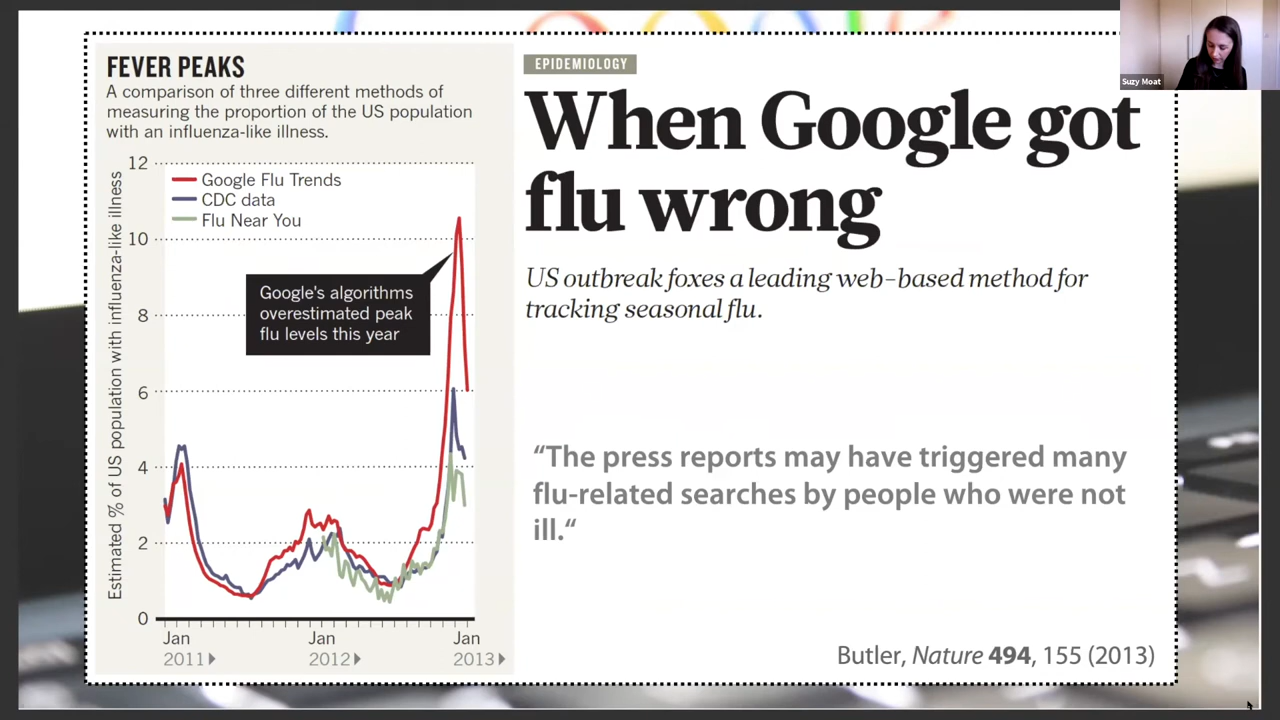 FEVER PEAKS
A comparison of three different methods of
measuring the proportion of the US population
with an influenza-like illness.
Estimated % of US population with influenza-like illness
12
10
8
6
4
2
0
Google Flu Trends
CDC data
Flu Near You
Google's algorithms
overestimated peak
flu levels this year
Jan
2011
Jan
2012
Jan
2013
EPIDEMIOLOGY
When Google got
flu wrong
US outbreak foxes a leading web-based method for
tracking seasonal flu.
“The press reports may have triggered many
flu-related searches by people who were not
ill.“
Butler, Nature 494, 155 (2013)
Suzy Moat